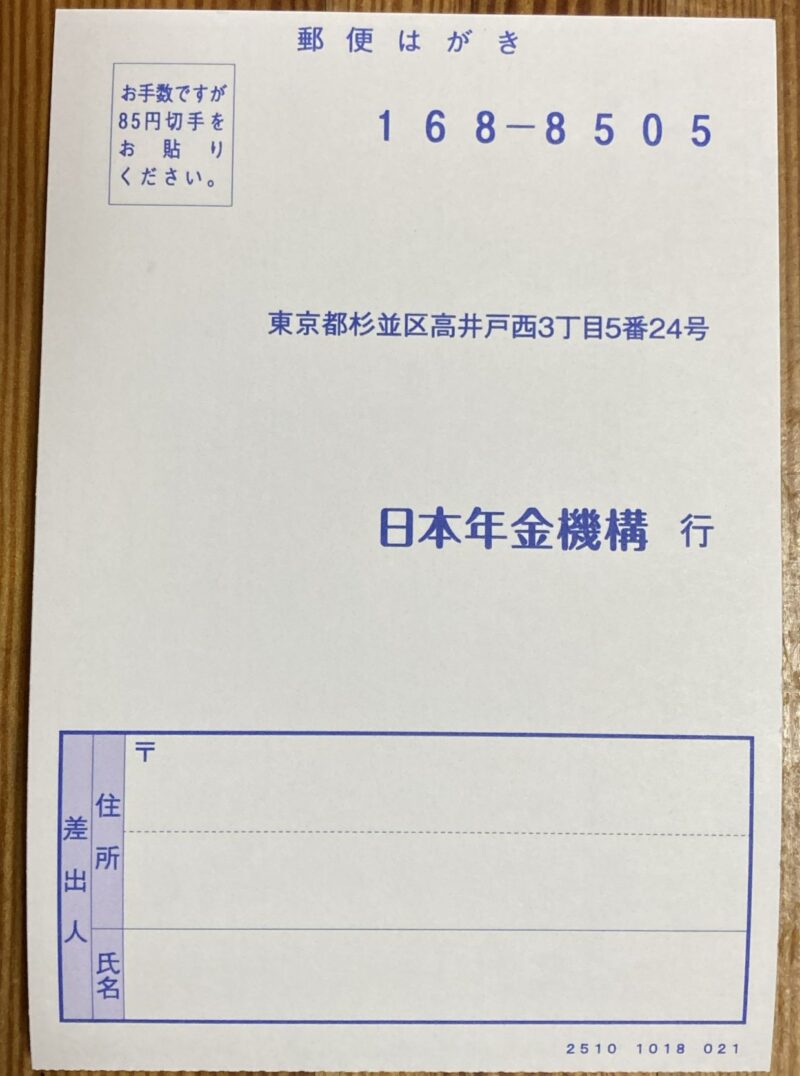 郵便はがき
お手数ですが
85円切手を
お貼り
ください。
168-8505
東京都杉並区高井戸西3丁目5番24号
日本年金機構 行
差出人
住所
〒
氏名
2510 1018 021